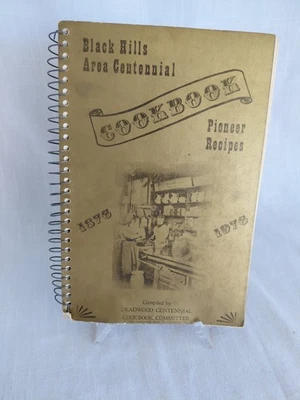 Black Hills
Area Centennial
COOKBOOK
Pioneer
Recipes
1876
1976
Compiled by
DEADWOOD CENTENNIAL
COOKBOOK COMMITTEE